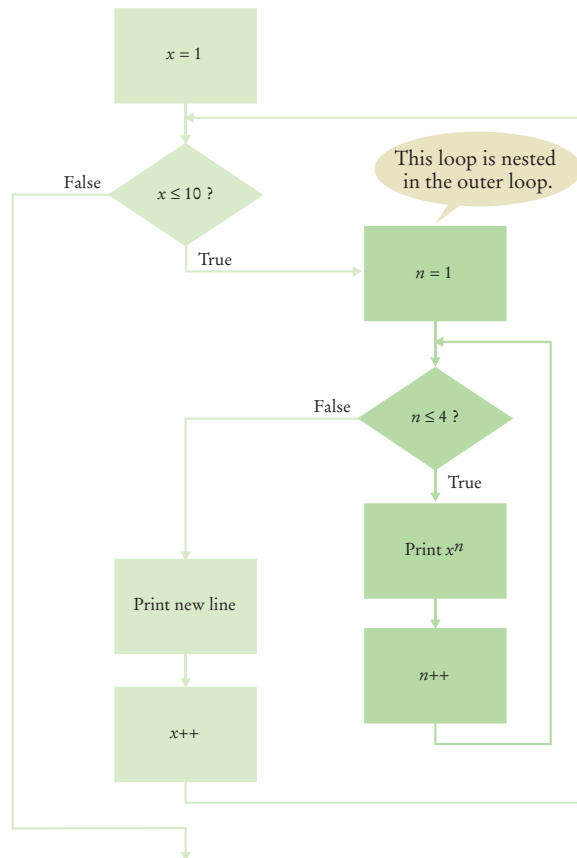 x = 1
This loop is nested
in the outer loop.
False
x ≤ 10 ?
True
n = 1
False
n ≤ 4 ?
True
Print xⁿ
Print new line
n++
x++